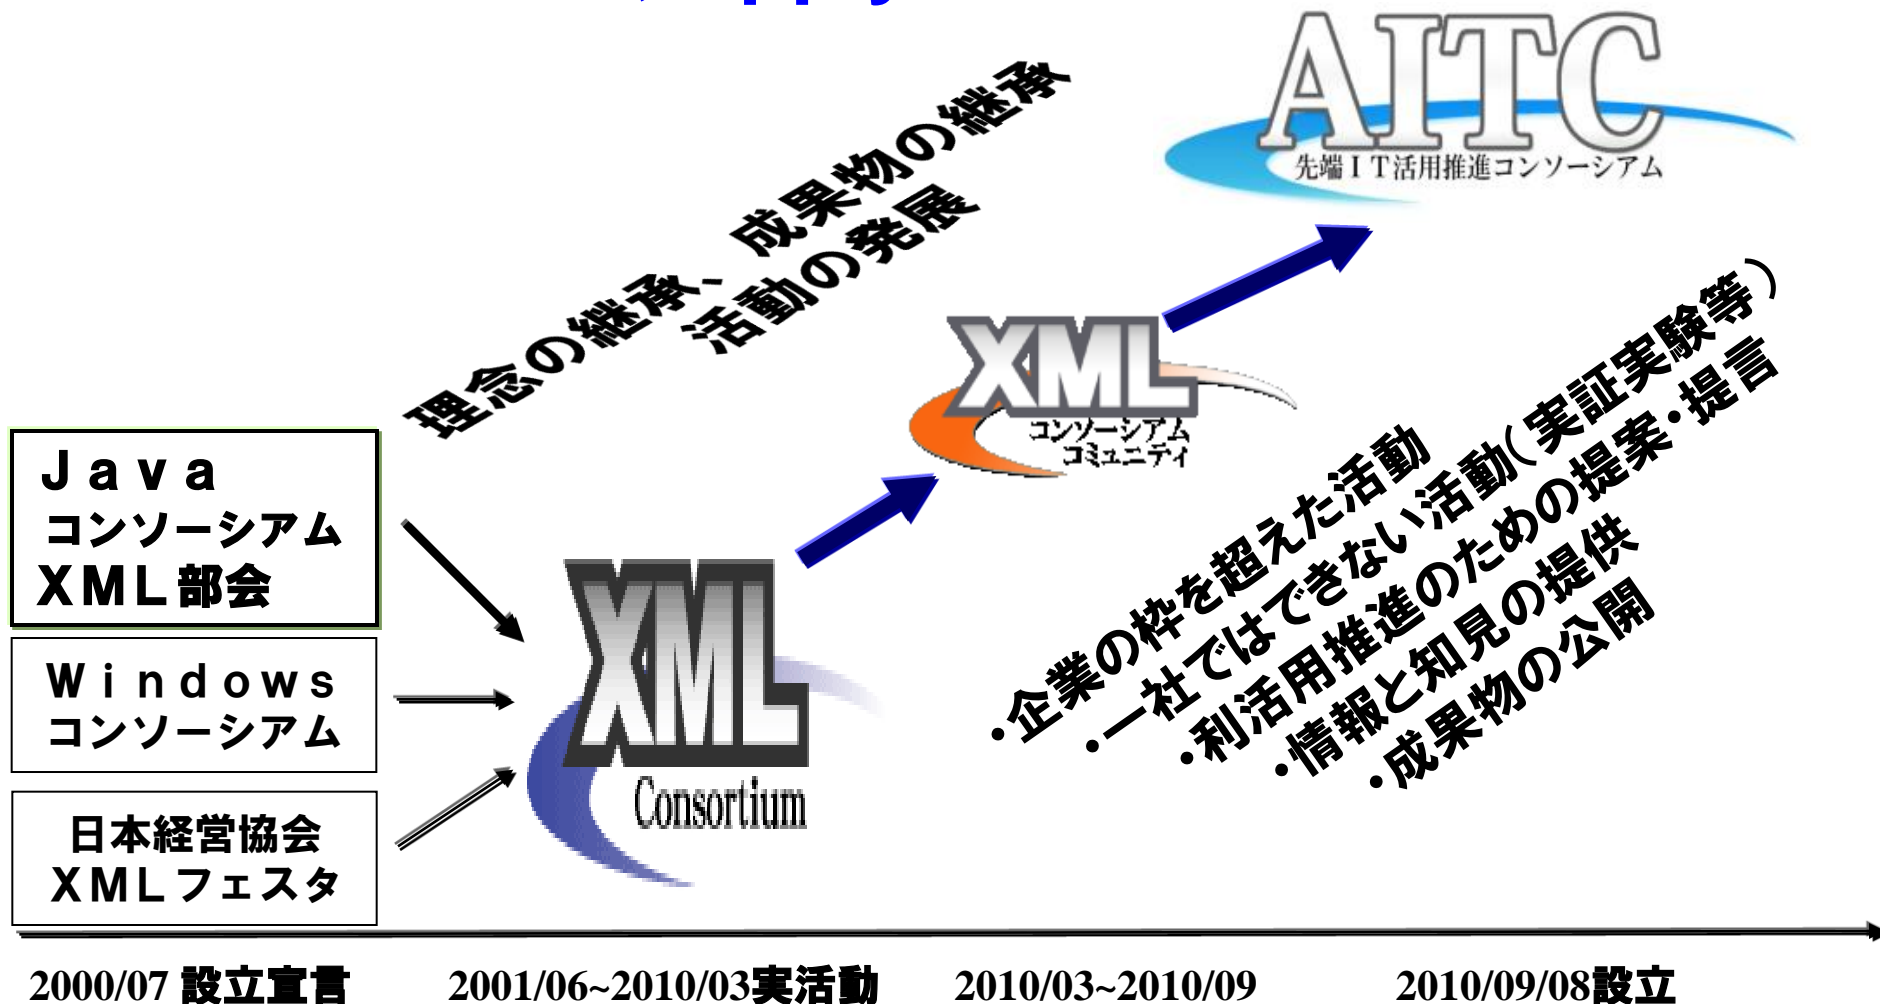 AITC
先端IT活用推進コンソーシアム
理念の継承、成果物の継承
活動の発展
XML
コンソーシアム
コミュニティ
Java
コンソーシアム
XML部会
Windows
コンソーシアム
日本経営協会
XMLフェスタ
XML
Consortium
・企業の枠を超えた活動
・一社ではできない活動(実証実験等)
・利活用推進のための提案・提言
・情報と知見の提供
・成果物の公開
2000/07 設立宣言
2001/06~2010/03実活動
2010/03~2010/09
2010/09/08設立